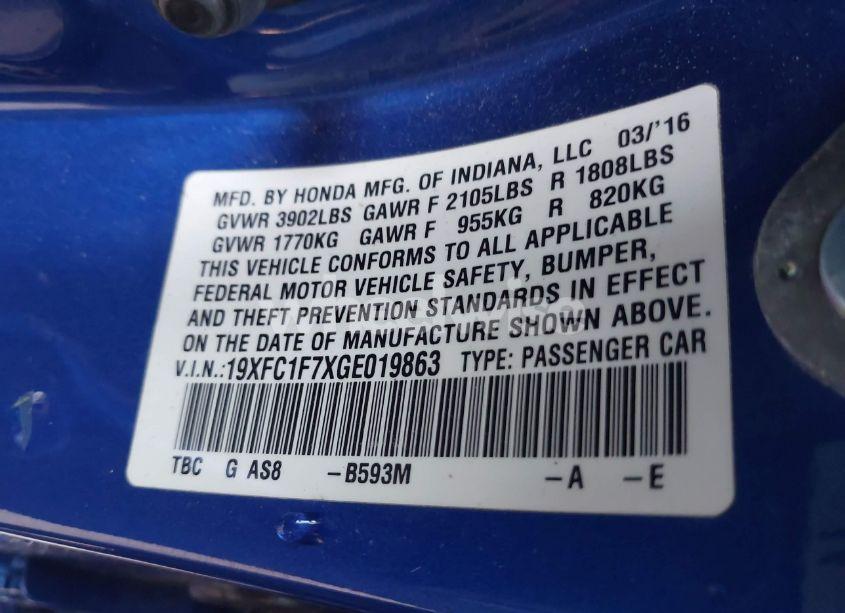 MFD. BY HONDA MFG. OF INDIANA, LLC 03/'16
GVWR 3902LBS GAWR F 2105LBS R 1808LBS
GVWR 1770KG GAWR F 955KG R 820KG
THIS VEHICLE CONFORMS TO ALL APPLICABLE
FEDERAL MOTOR VEHICLE SAFETY, BUMPER,
AND THEFT PREVENTION STANDARDS IN EFFECT
ON THE DATE OF MANUFACTURE SHOWN ABOVE.
V.I.N.:19XFC1F7XGE019863 TYPE: PASSENGER CAR
TBC G AS8 -B593M -A -E